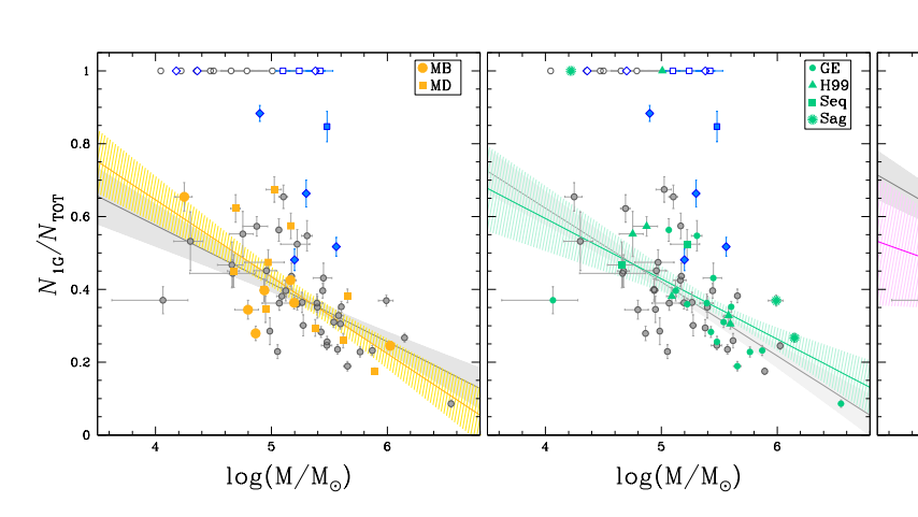 N1G/NTOT
1
0.8
0.6
0.4
0.2
0
MB
MD
4 5 6
log(M/M⊙)
GE
H99
Seq
Sag
4 5 6
log(M/M⊙)